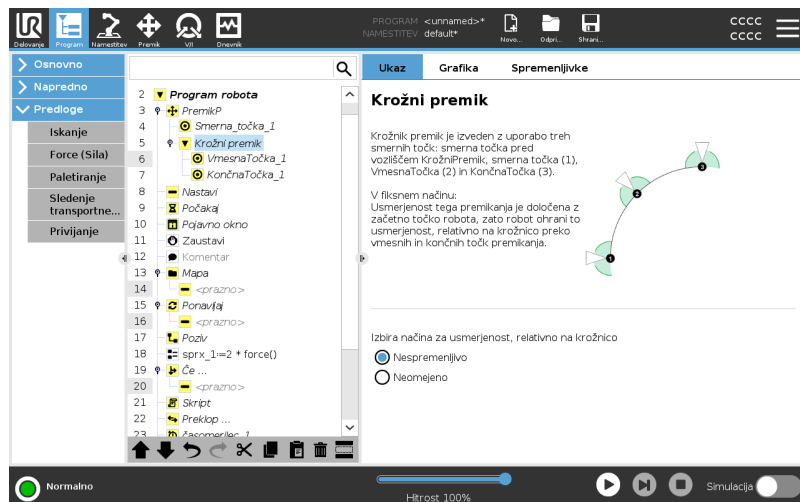 PROGRAM <unnamed>*
NAMESTITEV default*
Delovanje Program Namestitev Premik V/I Dnevnik Novo... Odpri... Shrani...
CCCC
CCCC
Osnovno
Napredno
Predloge
Iskanje
Force (Sila)
Paletiranje
Sledenje
transportne...
Privijanje
2 Program robota
3 PremikP
4 Smerna_točka_1
5 Krožni premik
6 VmesnaTočka_1
7 KončnaTočka_1
8 Nastavi
9 Počakaj
10 Pojavno okno
11 Zaustavi
12 Komentar
13 Mapa
14 <prazno>
15 Ponavljaj
16 <prazno>
17 Poziv
18 sprx_1:=2 * force()
19 Če ...
20 <prazno>
21 Skript
22 Preklop ...
23 časomerilec_1
Ukaz Grafika Spremenljivke
Krožni premik
Krožnik premik je izveden z uporabo treh
smernih točk: smerna točka pred
vozliščem KrožniPremik, smerna točka (1),
VmesnaTočka (2) in KončnaTočka (3).
V fiksnem načinu:
Usmerjenost tega premikanja je določena z
začetno točko robota, zato robot ohrani to
usmerjenost, relativno na krožnico preko
vmesnih in končnih točk premikanja.
1
2
3
Izbira načina za usmerjenost, relativno na krožnico
Nespremenljivo
Neomejeno
Normalno
Hitrost 100%
Simulacija